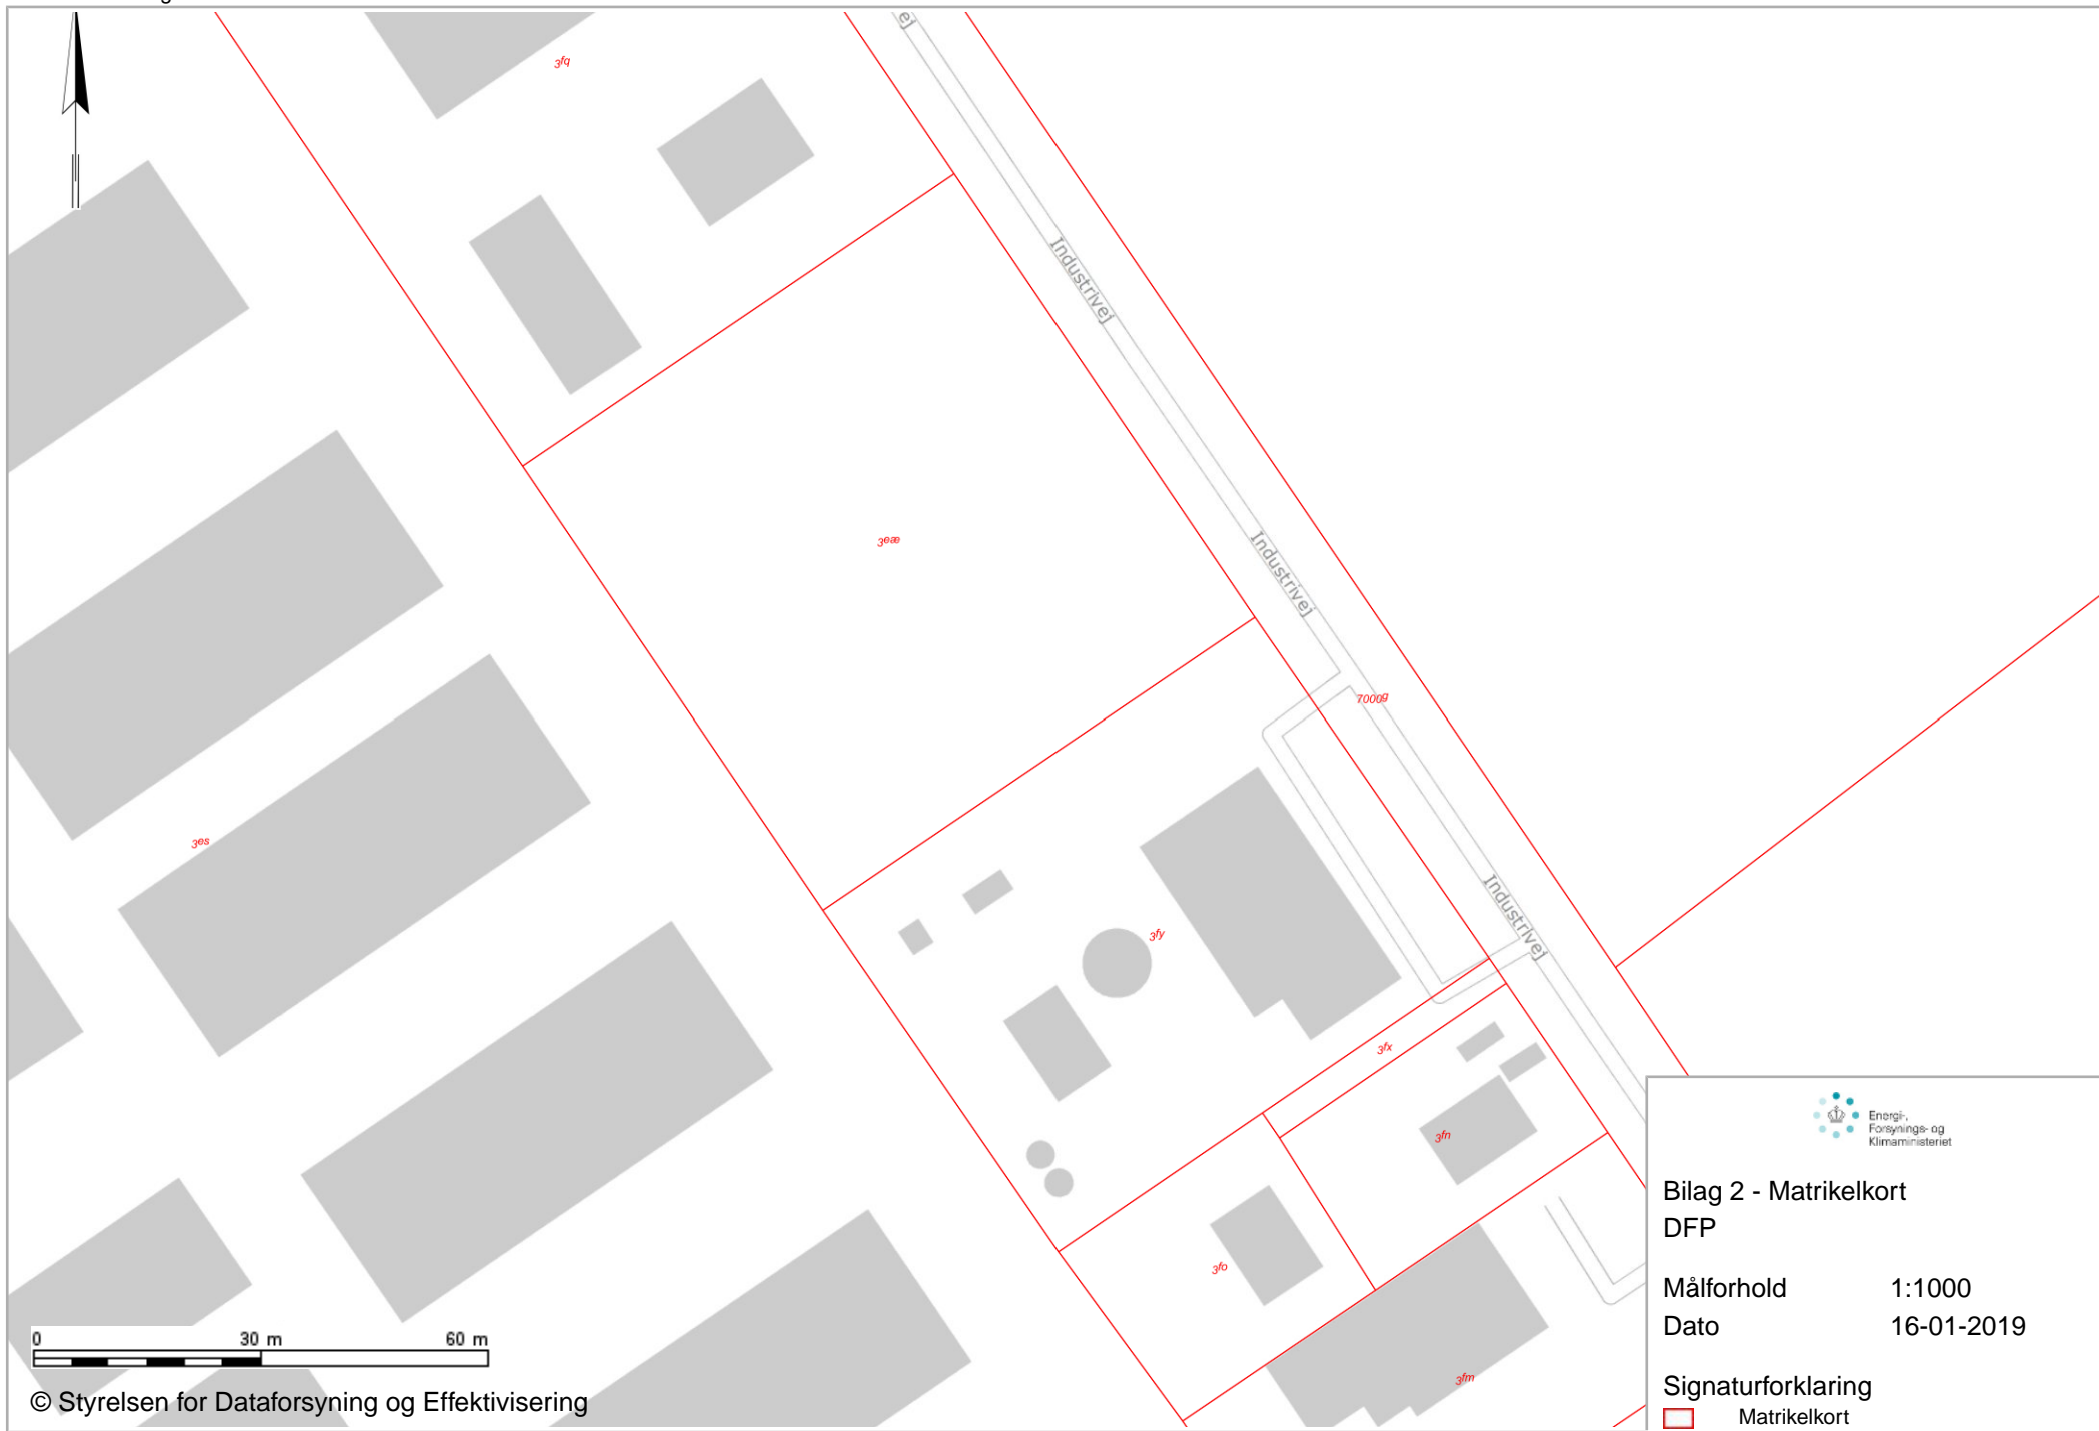 ej
3fq
Industrivej
3eæ
Industrivej
7000g
3es
Industrivej
3fy
3fx
3fn
3fo
3fm
0 30 m 60 m
© Styrelsen for Dataforsyning og Effektivisering
Energi-,
Forsynings- og
Klimaministeriet
Bilag 2 - Matrikelkort
DFP
Målforhold 1:1000
Dato 16-01-2019
Signaturforklaring
Matrikelkort